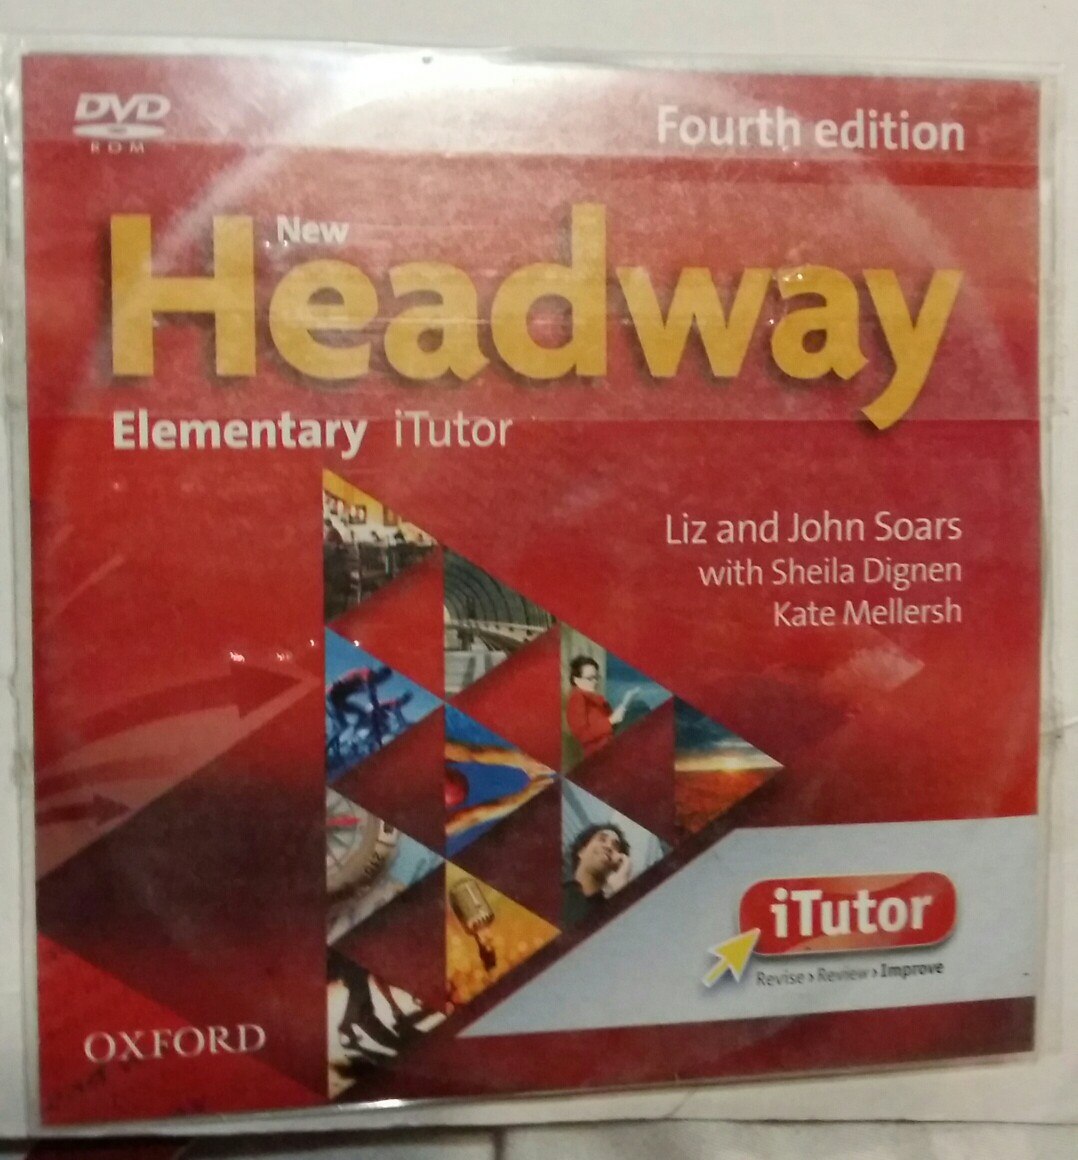 DVD
ROM
Fourth edition
New
Headway
Elementary iTutor
Liz and John Soars
with Sheila Dignen
Kate Mellersh
iTutor
Revise › Review › Improve
OXFORD